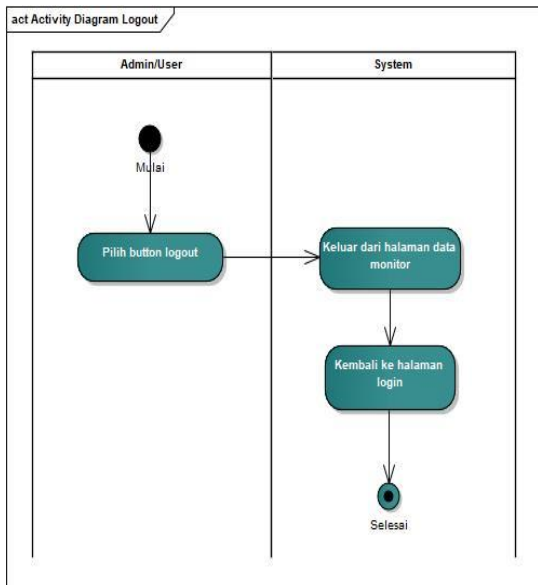 act Activity Diagram Logout
Admin/User
System
Mulai
Pilih button logout
Keluar dari halaman data
monitor
Kembali ke halaman
login
Selesai